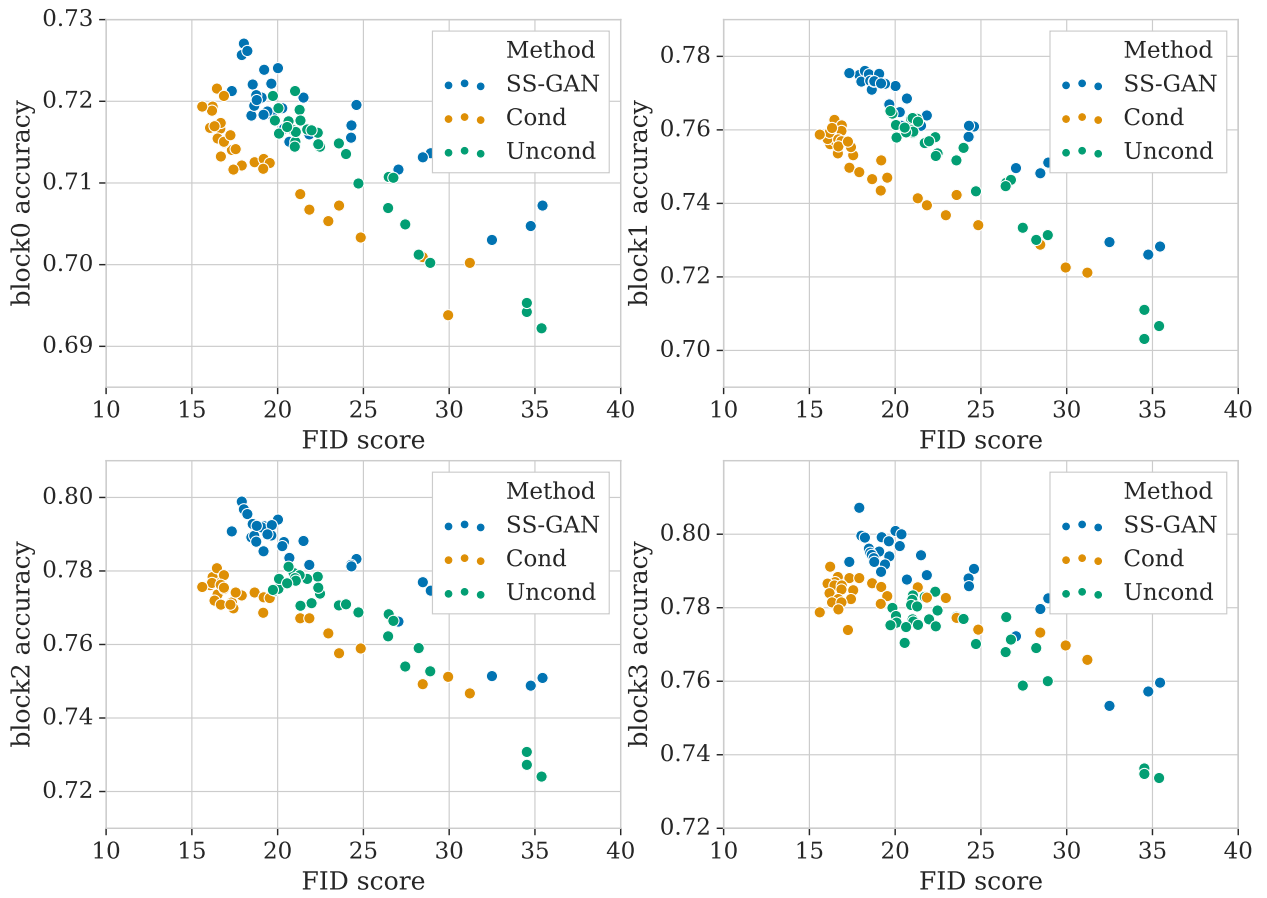 0.73
0.72
0.71
0.70
0.69
block0 accuracy
10 15 20 25 30 35 40
FID score
Method
SS-GAN
Cond
Uncond
0.78
0.76
0.74
0.72
0.70
block1 accuracy
10 15 20 25 30 35 40
FID score
Method
SS-GAN
Cond
Uncond
0.80
0.78
0.76
0.74
0.72
block2 accuracy
10 15 20 25 30 35 40
FID score
Method
SS-GAN
Cond
Uncond
0.80
0.78
0.76
0.74
0.72
block3 accuracy
10 15 20 25 30 35 40
FID score
Method
SS-GAN
Cond
Uncond